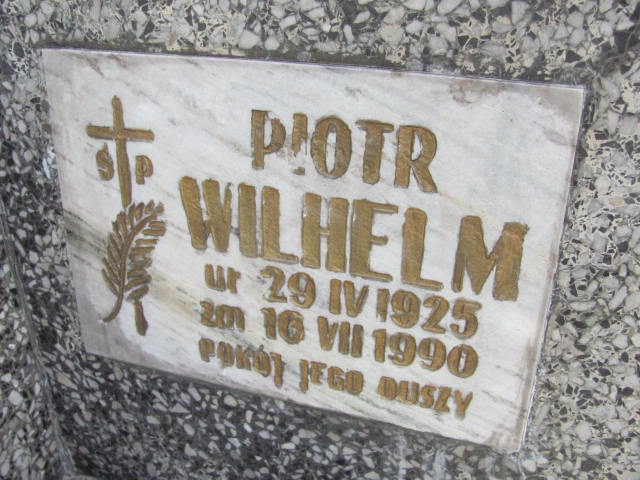 Ś P
PIOTR
WILHELM
ur 29 IV 1925
zm 16 VII 1990
POKÓJ JEGO DUSZY